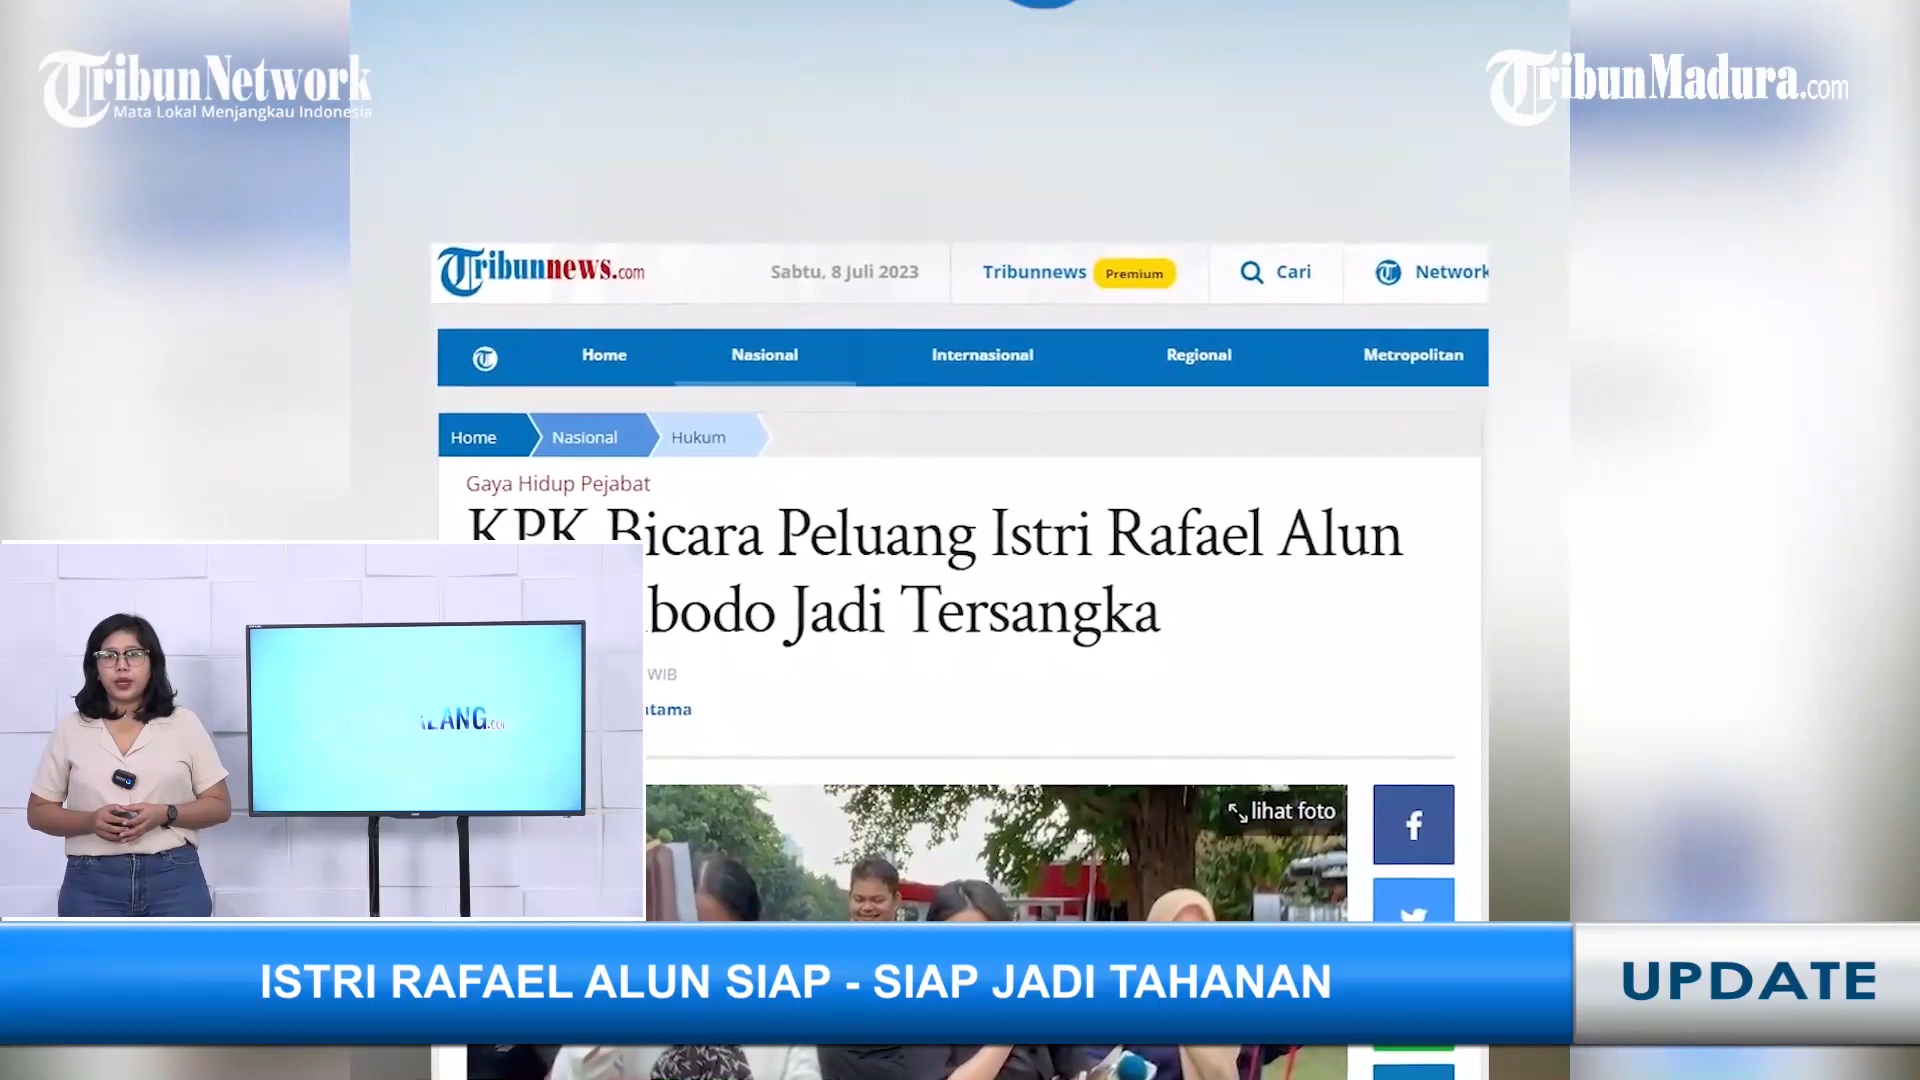 TribunNetwork
Mata Lokal Menjangkau Indonesia
TribunMadura.com
Tribunnews.com
Sabtu, 8 Juli 2023
Tribunnews Premium
Cari
Network
Home
Nasional
Internasional
Regional
Metropolitan
Home
Nasional
Hukum
Gaya Hidup Pejabat
KPK Bicara Peluang Istri Rafael Alun
bodo Jadi Tersangka
WIB
tama
lihat foto
LANG.co
ISTRI RAFAEL ALUN SIAP - SIAP JADI TAHANAN
UPDATE